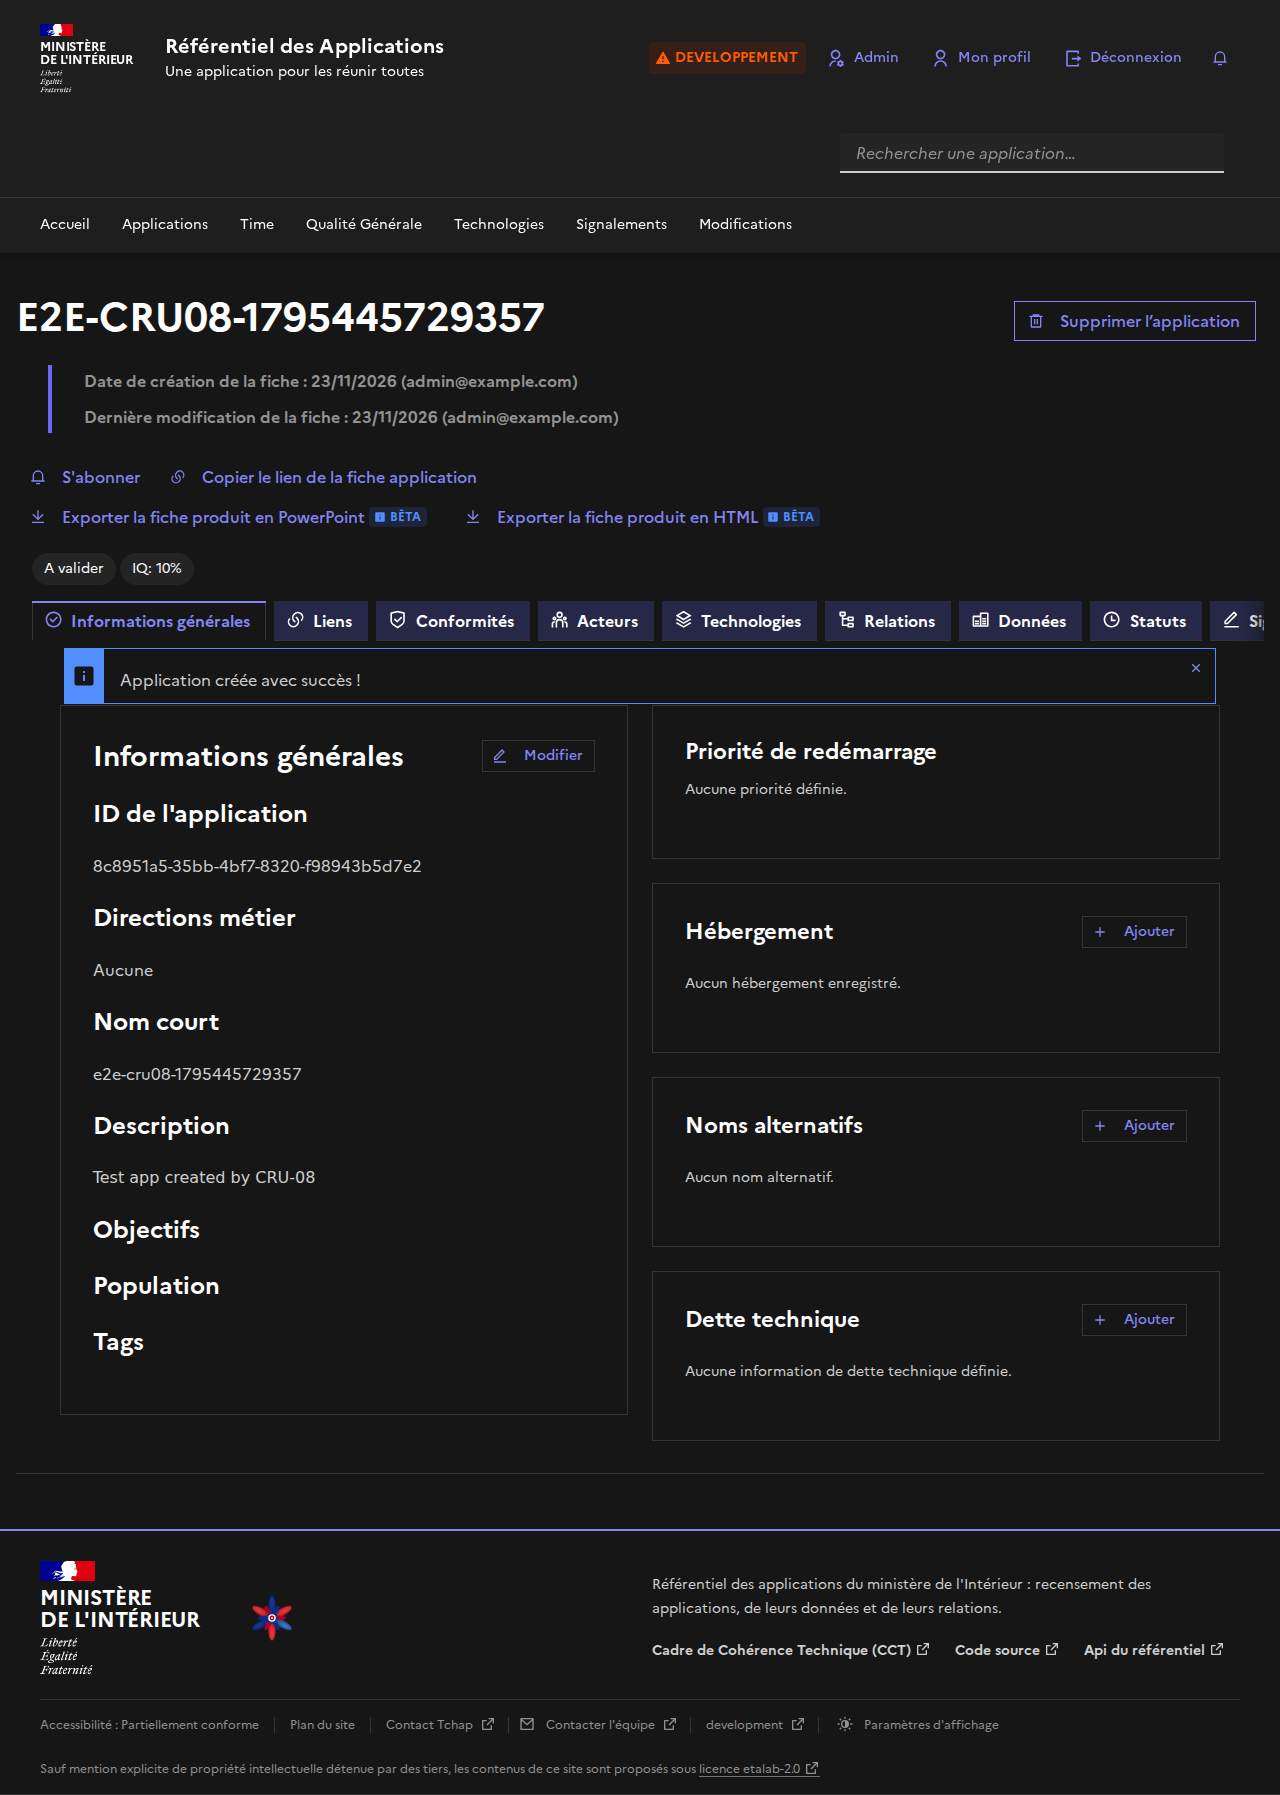 MINISTÈRE
DE L'INTÉRIEUR
Liberté
Égalité
Fraternité
Référentiel des Applications
Une application pour les réunir toutes
DEVELOPPEMENT
Admin
Mon profil
Déconnexion
Rechercher une application...
Accueil
Applications
Time
Qualité Générale
Technologies
Signalements
Modifications
E2E-CRU08-1795445729357
Supprimer l’application
Date de création de la fiche : 23/11/2026 (admin@example.com)
Dernière modification de la fiche : 23/11/2026 (admin@example.com)
S'abonner
Copier le lien de la fiche application
Exporter la fiche produit en PowerPoint BÊTA
Exporter la fiche produit en HTML BÊTA
A valider
IQ: 10%
Informations générales
Liens
Conformités
Acteurs
Technologies
Relations
Données
Statuts
Application créée avec succès !
Informations générales
Modifier
ID de l'application
8c8951a5-35bb-4bf7-8320-f98943b5d7e2
Directions métier
Aucune
Nom court
e2e-cru08-1795445729357
Description
Test app created by CRU-08
Objectifs
Population
Tags
Priorité de redémarrage
Aucune priorité définie.
Hébergement
Ajouter
Aucun hébergement enregistré.
Noms alternatifs
Ajouter
Aucun nom alternatif.
Dette technique
Ajouter
Aucune information de dette technique définie.
MINISTÈRE
DE L'INTÉRIEUR
Liberté
Égalité
Fraternité
Référentiel des applications du ministère de l'Intérieur : recensement des
applications, de leurs données et de leurs relations.
Cadre de Cohérence Technique (CCT)
Code source
Api du référentiel
Accessibilité : Partiellement conforme
Plan du site
Contact Tchap
Contacter l'équipe
development
Paramètres d'affichage
Sauf mention explicite de propriété intellectuelle détenue par des tiers, les contenus de ce site sont proposés sous licence etalab-2.0